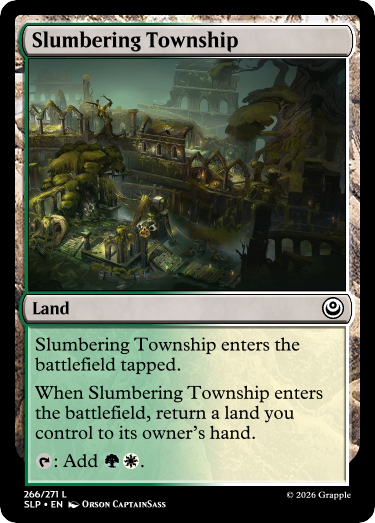 Slumbering Township
Land
Slumbering Township enters the
battlefield tapped.
When Slumbering Township enters
the battlefield, return a land you
control to its owner's hand.
: Add .
266/271 L
SLP • EN Orson CaptainSass
© 2026 Grapple